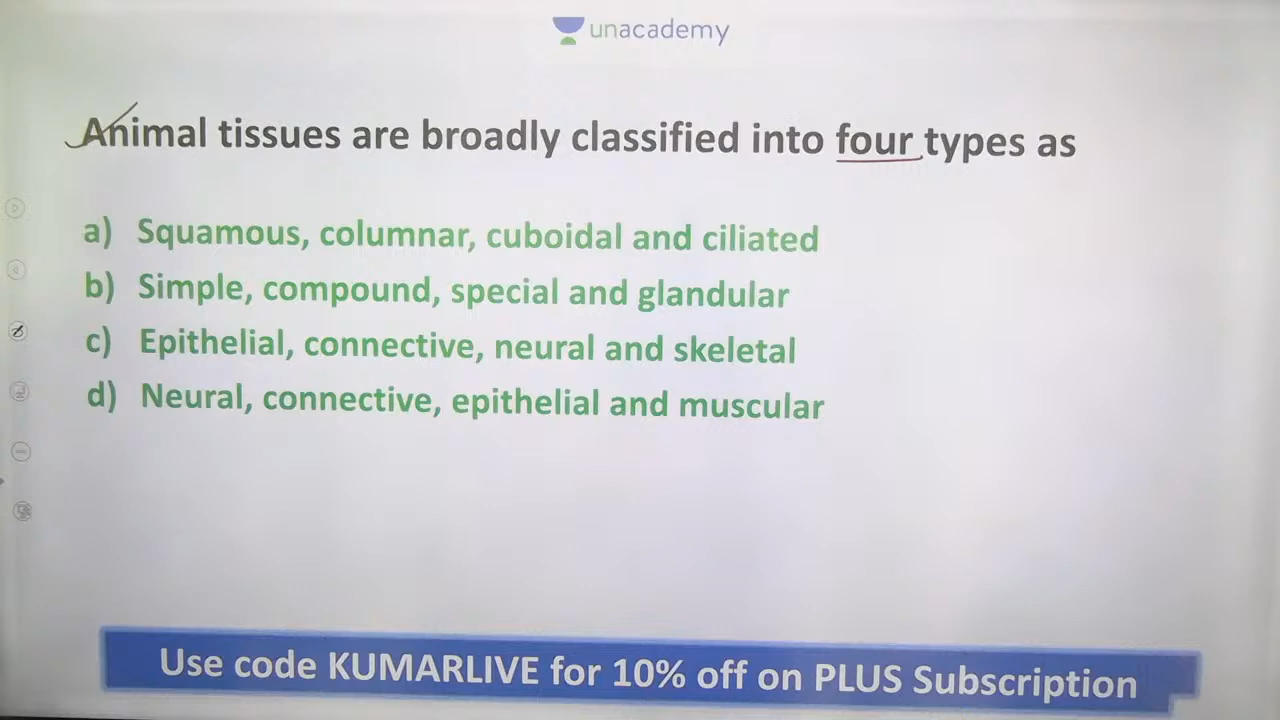 unacademy
Animal tissues are broadly classified into four types as
a) Squamous, columnar, cuboidal and ciliated
b) Simple, compound, special and glandular
c) Epithelial, connective, neural and skeletal
d) Neural, connective, epithelial and muscular
Use code KUMARLIVE for 10% off on PLUS Subscription